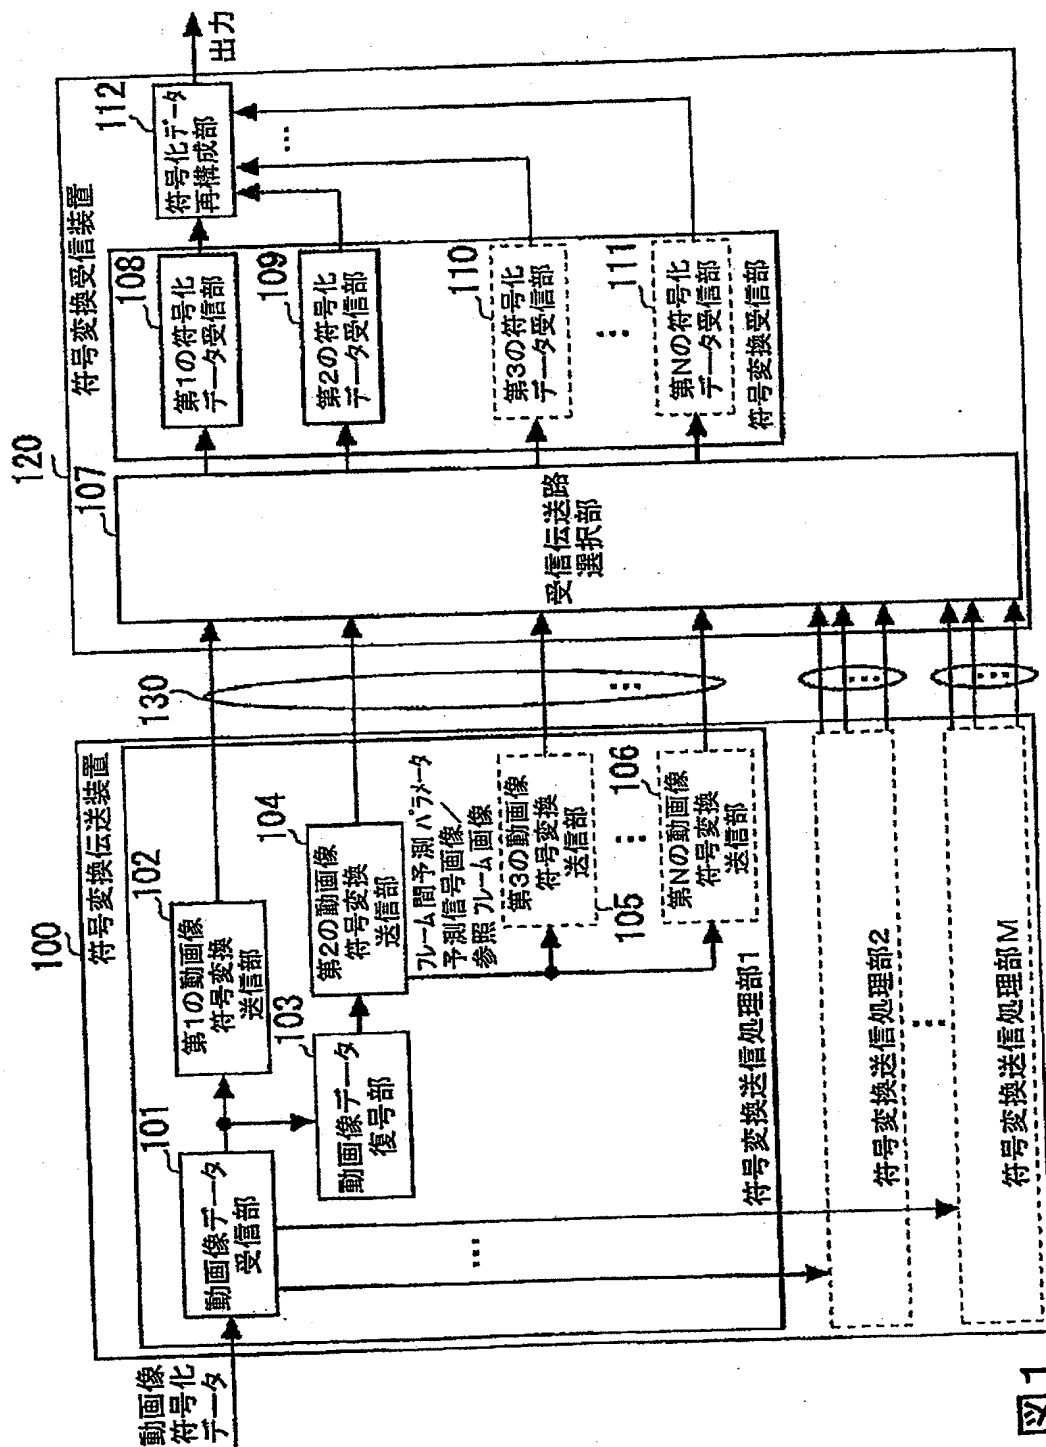 動画像
符号化
データ
100
符号変換伝送装置
101
動画像データ
受信部
102
第1の動画像
符号変換
送信部
103
動画像データ
復号部
104
第2の動画像
符号変換
送信部
フレーム間予測パラメータ
予測信号画像/
参照フレーム画像
第3の動画像
符号変換
送信部
105
第Nの動画像
符号変換
送信部
106
符号変換送信処理部1
符号変換送信処理部2
符号変換送信処理部M
130
120
符号変換受信装置
107
受信伝送路
選択部
108
第1の符号化
データ受信部
109
第2の符号化
データ受信部
110
第3の符号化
データ受信部
111
第Nの符号化
データ受信部
符号変換受信部
112
符号化データ
再構成部
出力
図1